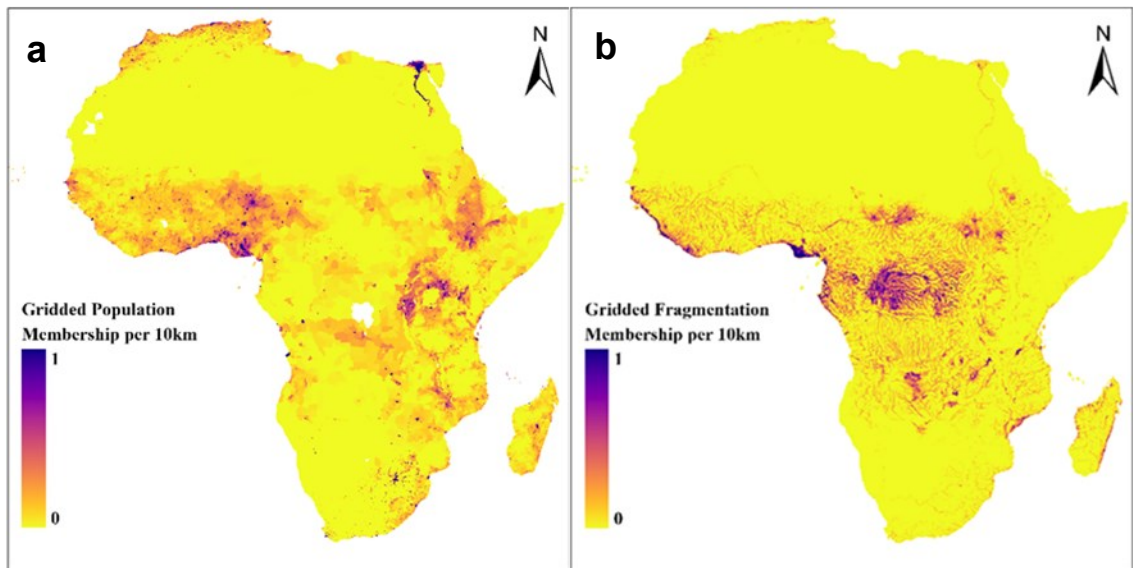 a
N
Gridded Population
Membership per 10km
1
0
b
N
Gridded Fragmentation
Membership per 10km
1
0